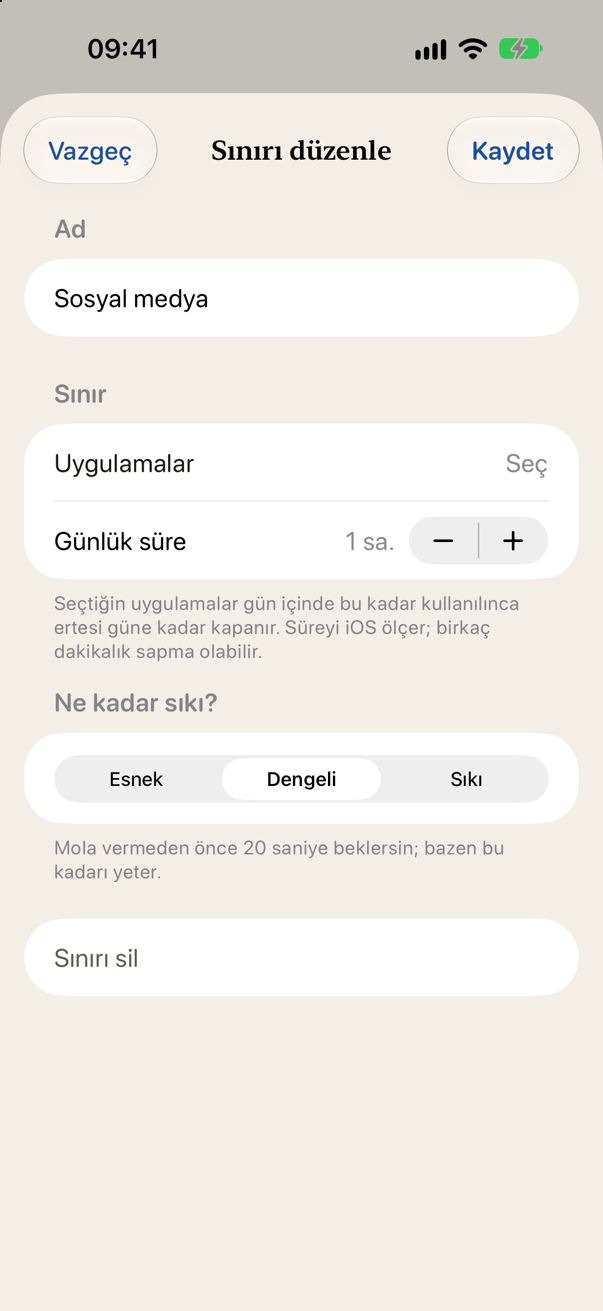 09:41
Vazgeç
Sınırı düzenle
Kaydet
Ad
Sosyal medya
Sınır
Uygulamalar
Seç
Günlük süre
1 sa.
Seçtiğin uygulamalar gün içinde bu kadar kullanılınca
ertesi güne kadar kapanır. Süreyi iOS ölçer; birkaç
dakikalık sapma olabilir.
Ne kadar sıkı?
Esnek
Dengeli
Sıkı
Mola vermeden önce 20 saniye beklersin; bazen bu
kadarı yeter.
Sınırı sil